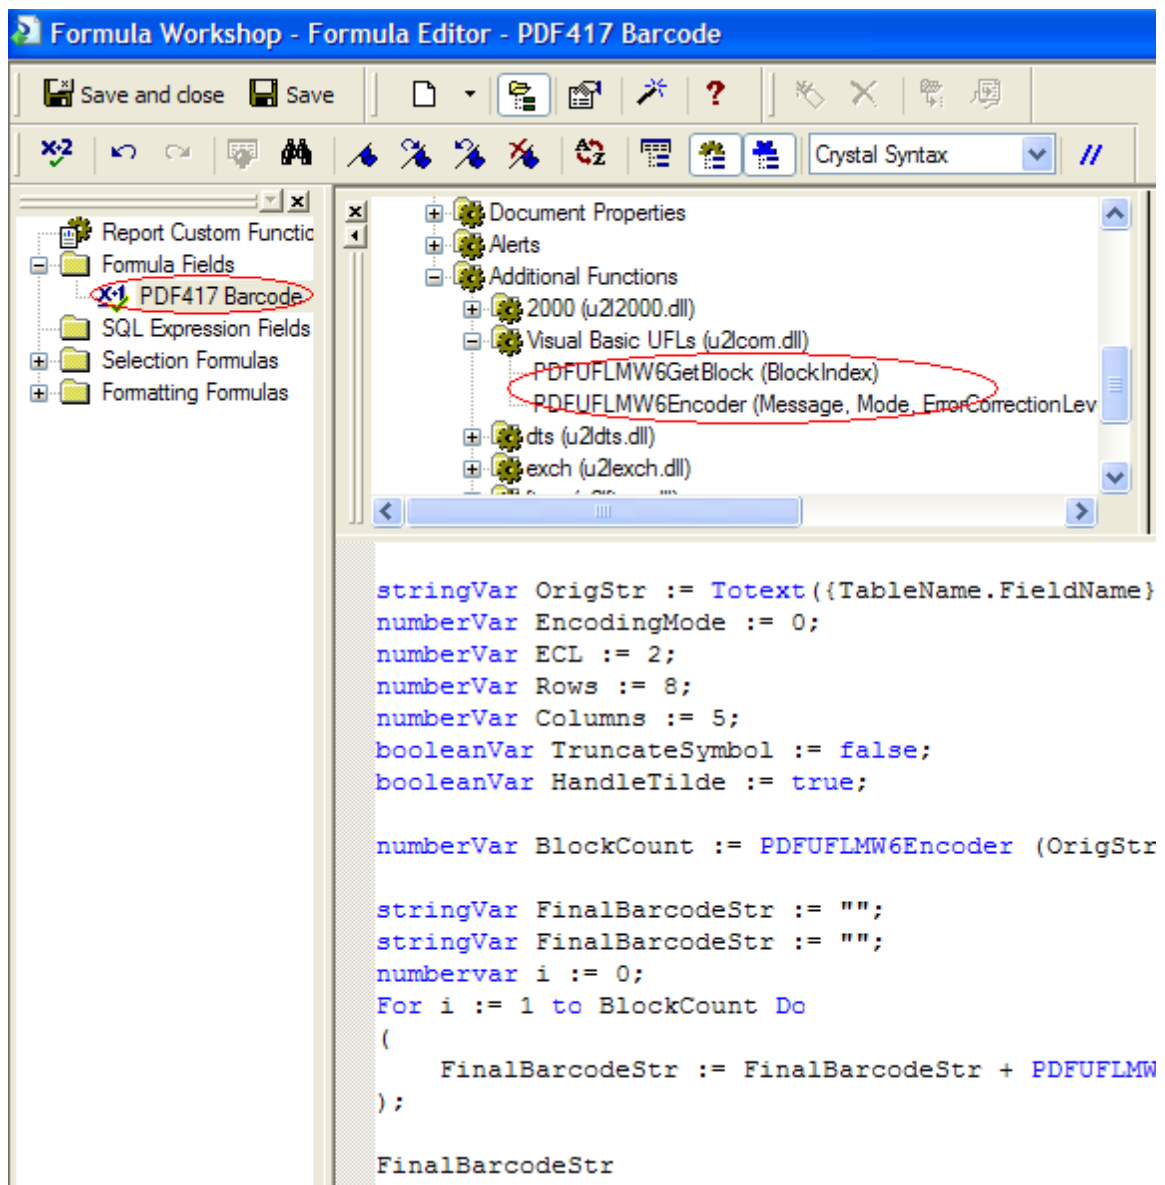 Formula Workshop - Formula Editor - PDF417 Barcode
Save and close Save
Crystal Syntax //
Report Custom Functio
Formula Fields
PDF417 Barcode
SQL Expression Fields
Selection Formulas
Formatting Formulas
Document Properties
Alerts
Additional Functions
2000 (u2l2000.dll)
Visual Basic UFLs (u2lcom.dll)
PDFUFLMW6GetBlock (BlockIndex)
PDFUFLMW6Encoder (Message, Mode, ErrorCorrectionLev
dts (u2ldts.dll)
exch (u2lexch.dll)
stringVar OrigStr := Totext({TableName.FieldName}
numberVar EncodingMode := 0;
numberVar ECL := 2;
numberVar Rows := 8;
numberVar Columns := 5;
booleanVar TruncateSymbol := false;
booleanVar HandleTilde := true;
numberVar BlockCount := PDFUFLMW6Encoder (OrigStr
stringVar FinalBarcodeStr := "";
stringVar FinalBarcodeStr := "";
numbervar i := 0;
For i := 1 to BlockCount Do
(
FinalBarcodeStr := FinalBarcodeStr + PDFUFLMW
);
FinalBarcodeStr